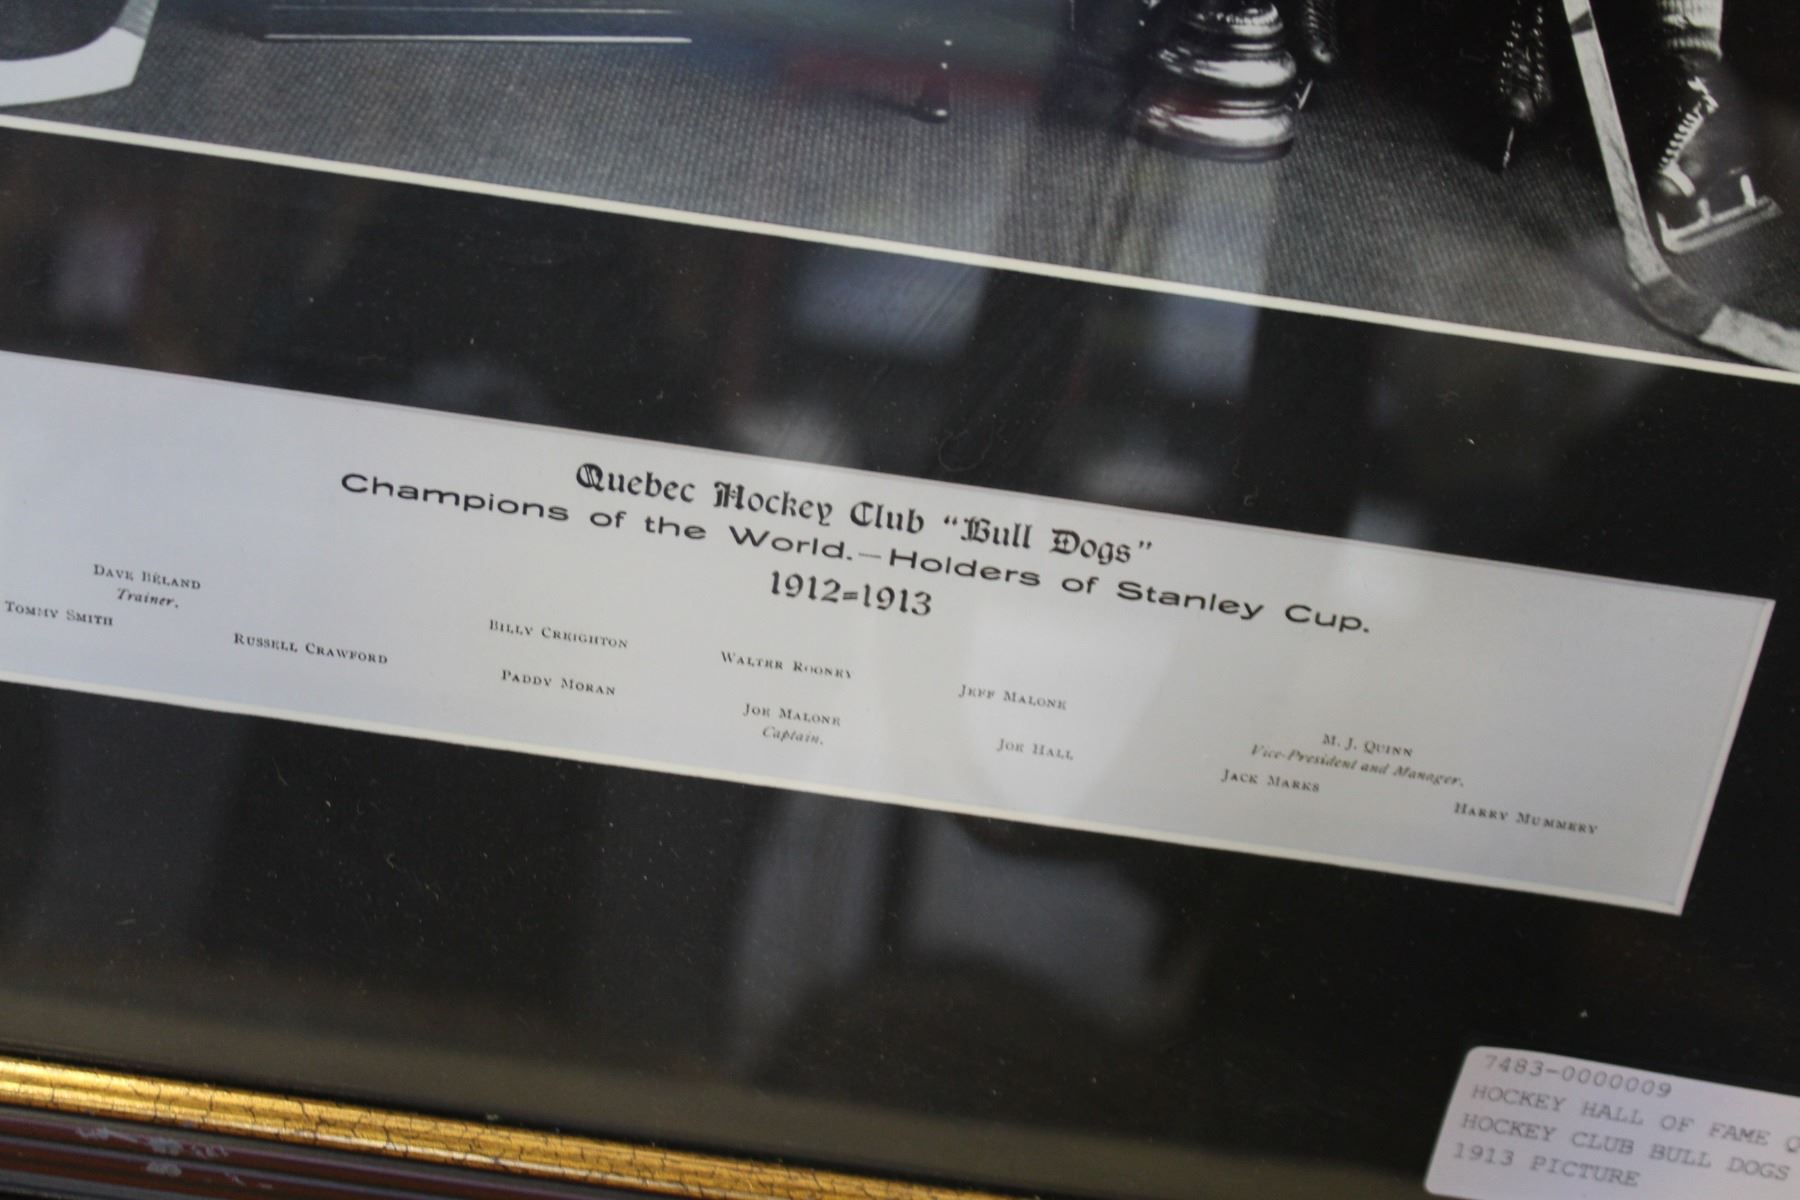 Quebec Hockey Club "Bull Dogs"
Champions of the World.—Holders of Stanley Cup.
1912=1913
DAVE BÉLAND
Trainer.
TOMMY SMITH
RUSSELL CRAWFORD
BILLY CREIGHTON
PADDY MORAN
WALTER ROONEY
JOE MALONE
Captain.
JEFF MALONE
JOE HALL
M. J. QUINN
Vice-President and Manager.
JACK MARKS
HARRY MUMMERY
7483-0000009
HOCKEY HALL OF FAME Q
HOCKEY CLUB BULL DOGS
1913 PICTURE